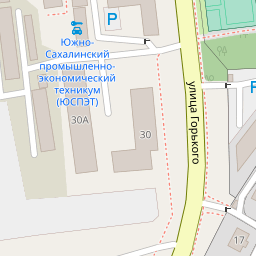 P
Южно-
Сахалинский
промышленно-
экономический
техникум
(ЮСПЭТ)
улица Горького
P
30А
30
17